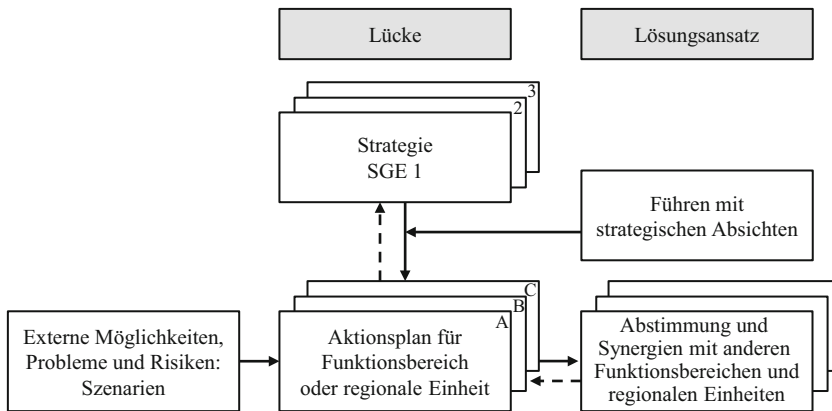 Lücke
Lösungsansatz
3
2
Strategie
SGE 1
Führen mit
strategischen Absichten
C
B
A
Externe Möglichkeiten,
Probleme und Risiken:
Szenarien
Aktionsplan für
Funktionsbereich
oder regionale Einheit
Abstimmung und
Synergien mit anderen
Funktionsbereichen und
regionalen Einheiten